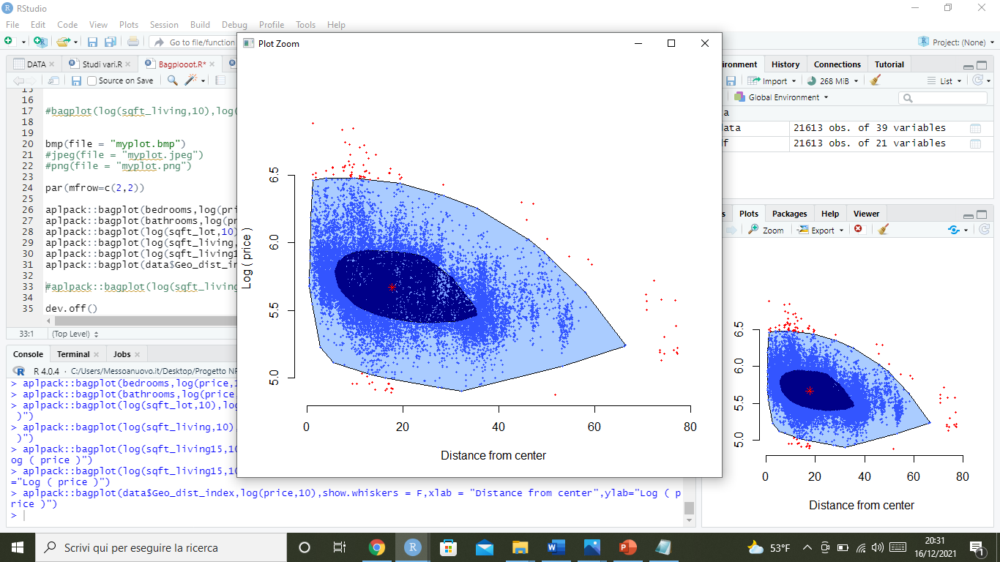 RStudio
File Edit Code View Plots Session Build Debug Profile Tools Help
Go to file/function
Project: (None)
DATA Studi vari.R Bagplooot.R*
Source on Save
15
16
17 #bagplot(log(sqft_living,10),log(
18
19
20 bmp(file = "myplot.bmp")
21 #jpeg(file = "myplot.jpeg")
22 #png(file = "myplot.png")
23
24 par(mfrow=c(2,2))
25
26 aplpack::bagplot(bedrooms,log(pri
27 aplpack::bagplot(bathrooms,log(pr
28 aplpack::bagplot(log(sqft_lot,10)
29 aplpack::bagplot(log(sqft_living,
30 aplpack::bagplot(log(sqft_living1
31 aplpack::bagplot(data$Geo_dist_in
32
33 #aplpack::bagplot(log(sqft_living
34
35 dev.off()
33:1 (Top Level)
Console Terminal Jobs
R 4.0.4 · C:/Users/Messoanuovo.it/Desktop/Progetto NP
> aplpack::bagplot(bedrooms,log(price,1
> aplpack::bagplot(bathrooms,log(price,
> aplpack::bagplot(log(sqft_lot,10),log
)")
> aplpack::bagplot(log(sqft_living,10),
)")
> aplpack::bagplot(log(sqft_living15,10
og ( price )")
> aplpack::bagplot(log(sqft_living15,10
="Log ( price )")
> aplpack::bagplot(data$Geo_dist_index,log(price,10),show.whiskers = F,xlab = "Distance from center",ylab="Log ( p
rice )")
>
Plot Zoom
Log ( price )
6.5
6.0
5.5
5.0
0 20 40 60 80
Distance from center
ironment History Connections Tutorial
Import 268 MiB List
Global Environment
a
data 21613 obs. of 39 variables
f 21613 obs. of 21 variables
s Plots Packages Help Viewer
Zoom Export
6.5
6.0
5.5
5.0
0 20 40 60 80
Distance from center
Scrivi qui per eseguire la ricerca
53°F
20:31
16/12/2021
1